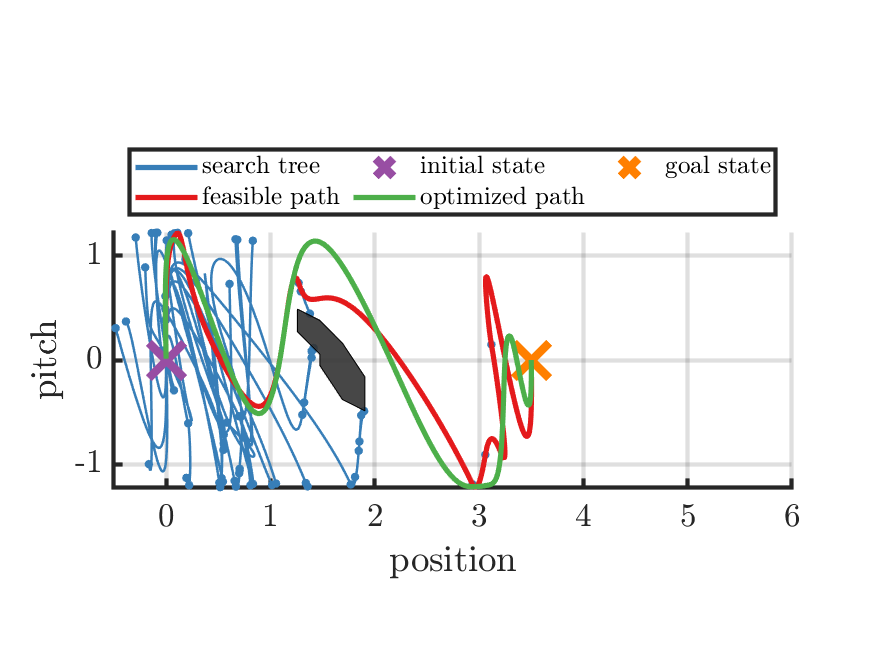 search tree initial state goal state
feasible path optimized path
1
0
-1
pitch
0 1 2 3 4 5 6
position